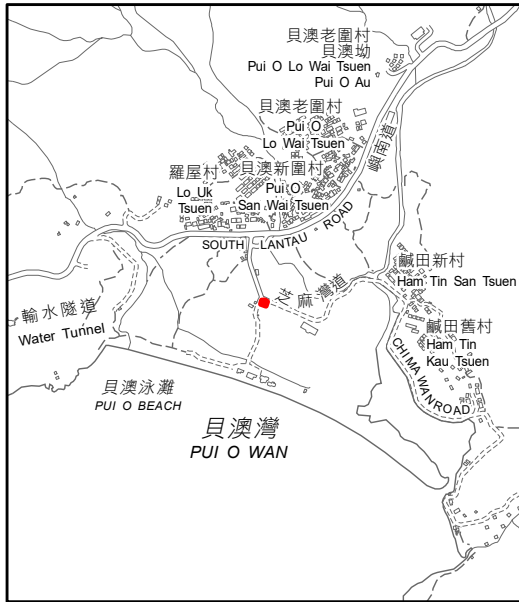 貝澳老圍村
貝澳坳
Pui O Lo Wai Tsuen
Pui O Au
貝澳老圍村
Pui O
Lo Wai Tsuen
嶼南道
羅屋村
Lo Uk
Tsuen
貝澳新圍村
Pui O
San Wai Tsuen
SOUTH LANTAU ROAD
芝麻灣道
鹹田新村
Ham Tin San Tsuen
輸水隧道
Water Tunnel
鹹田舊村
Ham Tin
Kau Tsuen
CHI MA WAN ROAD
貝澳泳灘
PUI O BEACH
貝澳灣
PUI O WAN